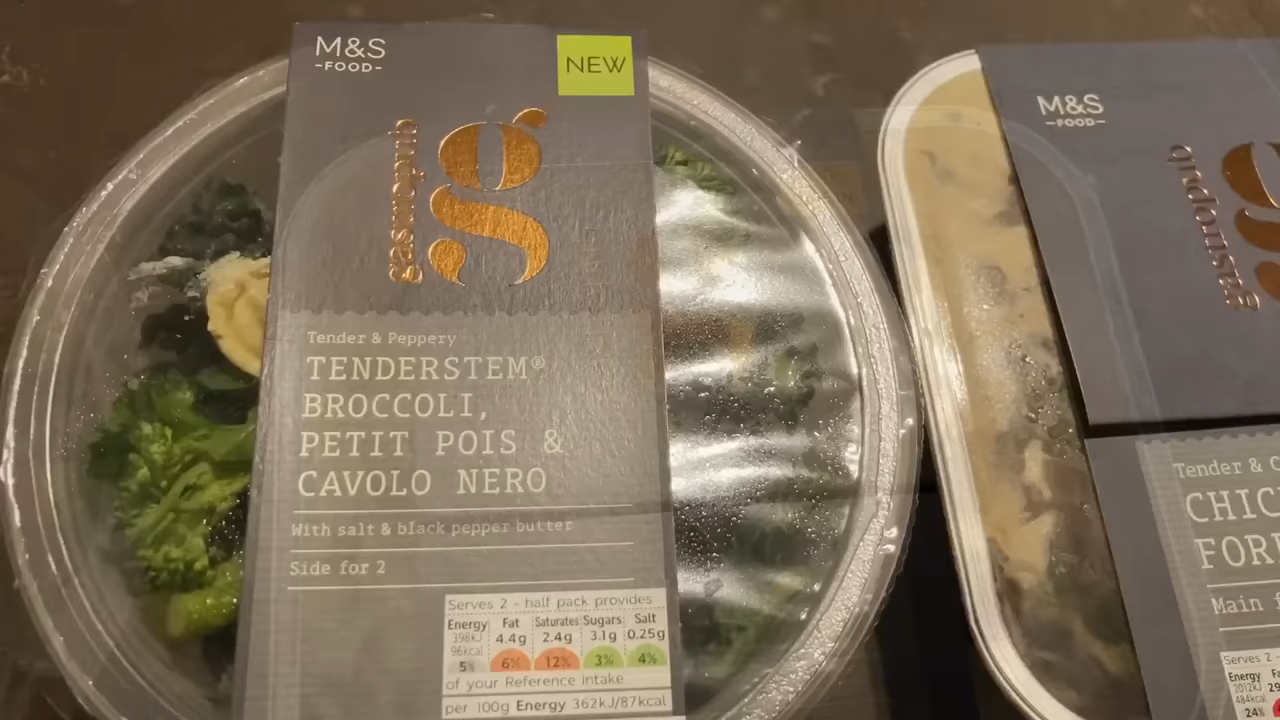 M&S
-FOOD-
NEW
gastropub
g
Tender & Peppery
TENDERSTEM®
BROCCOLI,
PETIT POIS &
CAVOLO NERO
With salt & black pepper butter
Side for 2
Serves 2 - half pack provides
Energy Fat Saturates Sugars Salt
398kJ 4.4g 2.4g 3.1g 0.25g
96kcal
5% 6% 12% 3% 4%
of your Reference intake
per 100g Energy 362kJ/87kcal
M&S
-FOOD-
gastropub
Tender & C
CHIC
FOR
Main
Serves 2 -
Energy
2012kJ 29
484kcal
24%